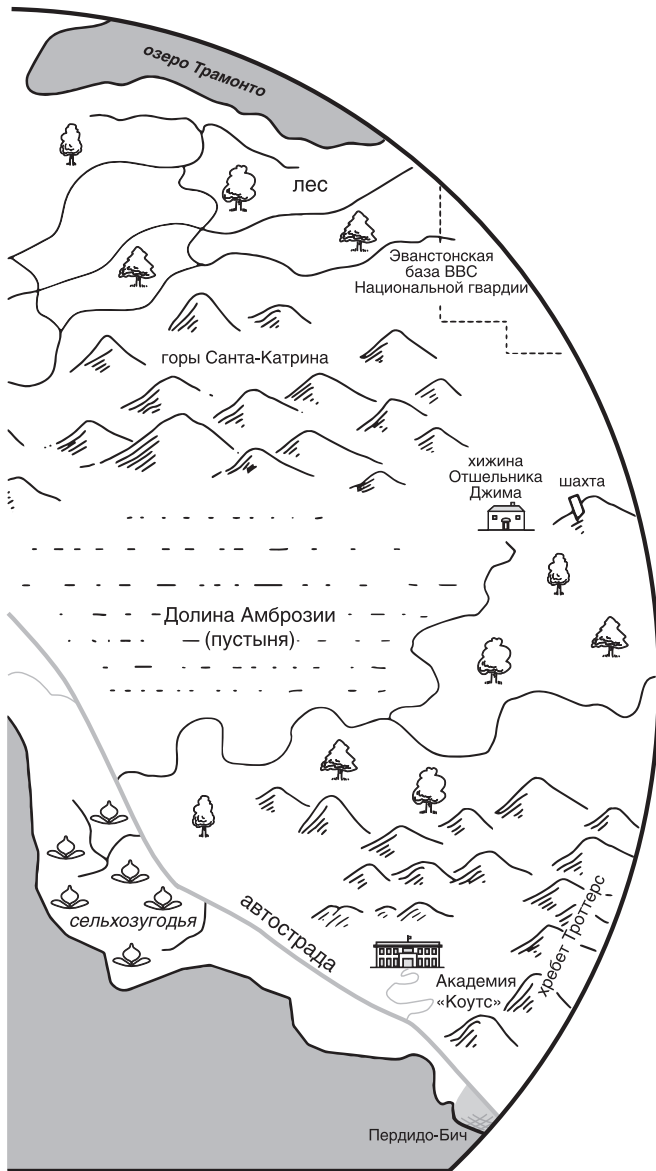 озеро Трамонто
лес
Эванстонская
база ВВС
Национальной гвардии
горы Санта-Катрина
хижина
Отшельника
Джима
шахта
Долина Амброзии
(пустыня)
сельхозугодья
автострада
хребет Троттерс
Академия
«Коутс»
Пердидо-Бич